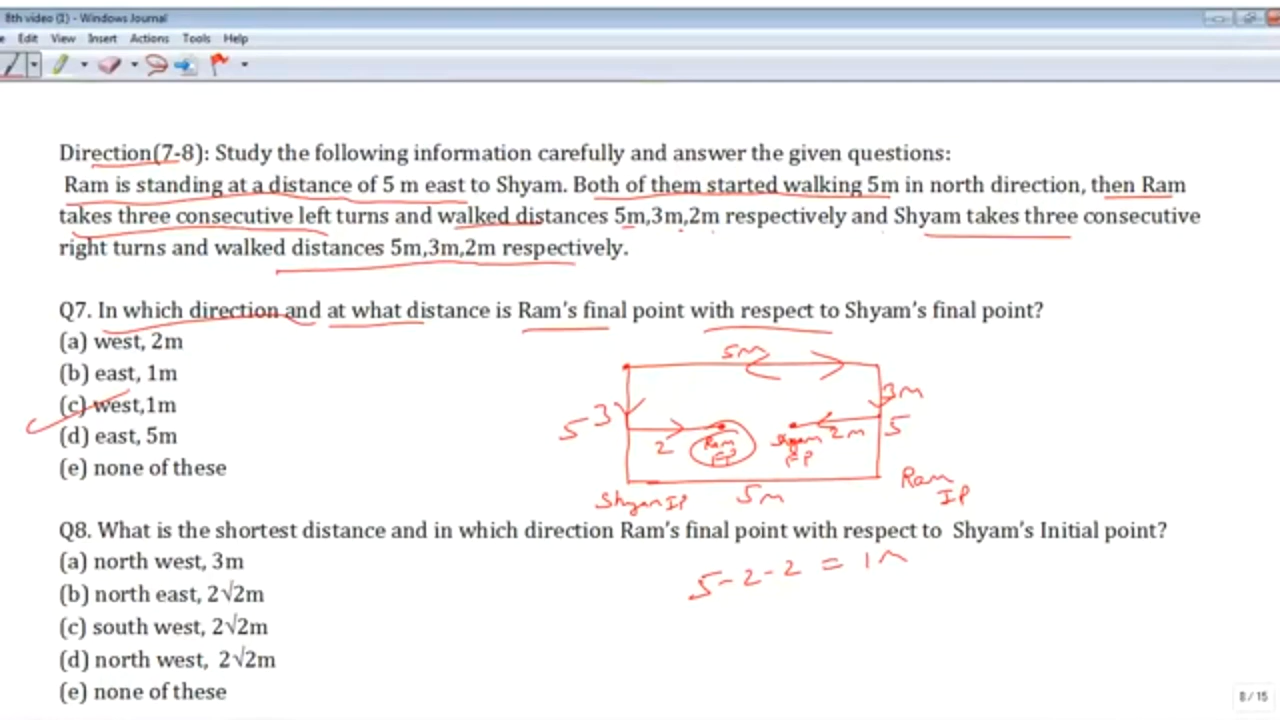 8th video (1) - Windows Journal
Edit View Insert Actions Tools Help
Direction(7-8): Study the following information carefully and answer the given questions:
Ram is standing at a distance of 5 m east to Shyam. Both of them started walking 5m in north direction, then Ram
takes three consecutive left turns and walked distances 5m,3m,2m respectively and Shyam takes three consecutive
right turns and walked distances 5m,3m,2m respectively.
Q7. In which direction and at what distance is Ram's final point with respect to Shyam's final point?
(a) west, 2m
(b) east, 1m
(c) west,1m
(d) east, 5m
(e) none of these
5m
3m
5 3
2
Ram
FP
Shyam
FP
2m
5
Shyam IP
5m
Ram
IP
Q8. What is the shortest distance and in which direction Ram's final point with respect to Shyam's Initial point?
5-2-2 = 1m
(a) north west, 3m
(b) north east, 2√2m
(c) south west, 2√2m
(d) north west, 2√2m
(e) none of these
8 / 15